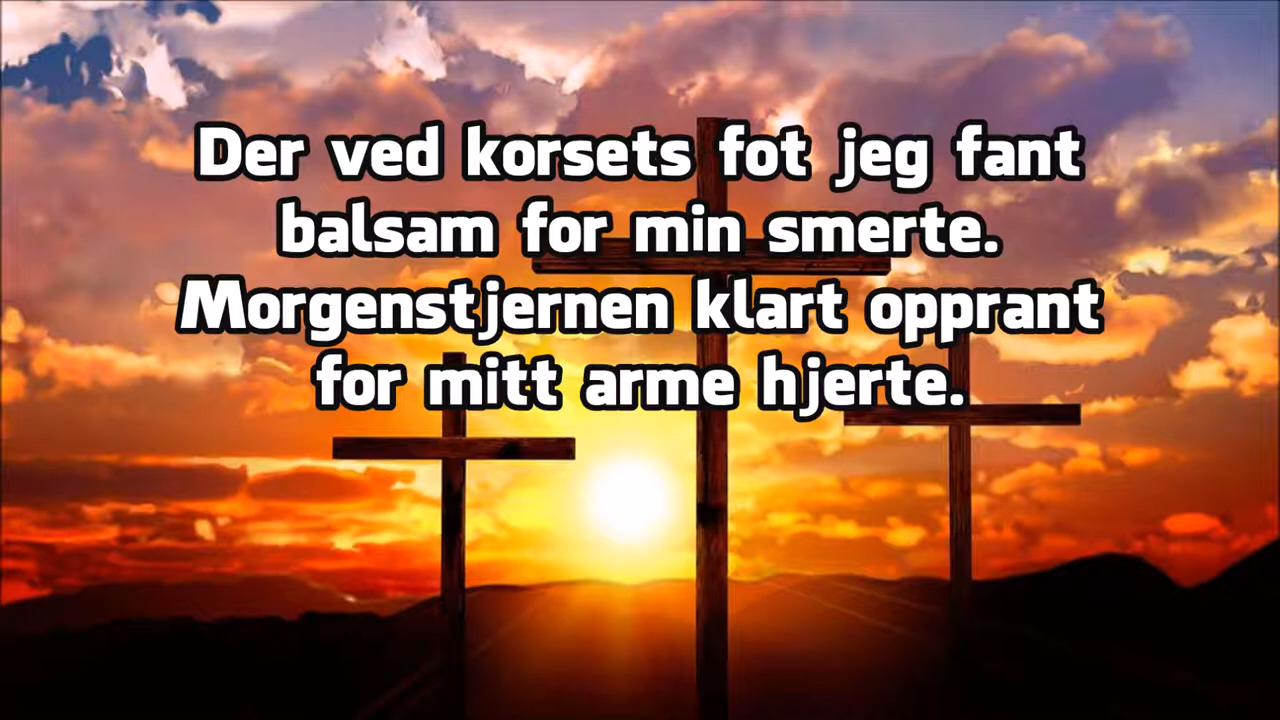 Der ved korsets fot jeg fant
balsam for min smerte.
Morgenstjernen klart opprant
for mitt arme hjerte.